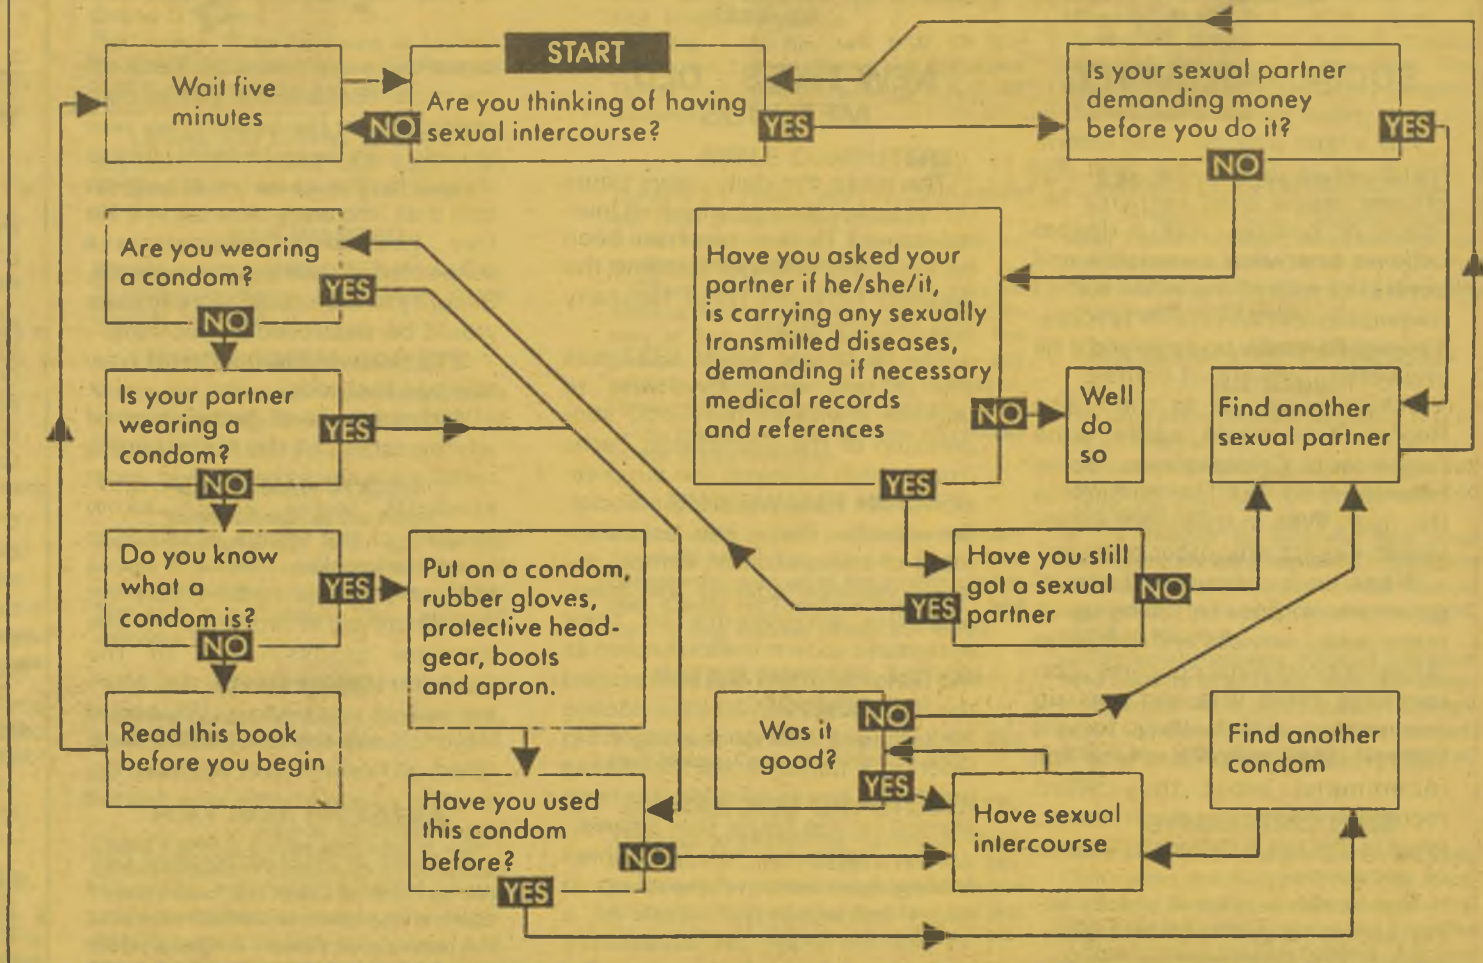 START
Wait five
minutes
Are you thinking of having
sexual intercourse?
NO
YES
Is your sexual partner
demanding money
before you do it?
YES
NO
Are you wearing
a condom?
YES
NO
Have you asked your
partner if he/she/it,
is carrying any sexually
transmitted diseases,
demanding if necessary
medical records
and references
NO
YES
Well
do
so
Find another
sexual partner
Is your partner
wearing a
condom?
YES
NO
Do you know
what a
condom is?
YES
NO
Put on a condom,
rubber gloves,
protective head-
gear, boots
and apron.
Have you still
got a sexual
partner
YES
NO
Read this book
before you begin
Was it
good?
NO
YES
Find another
condom
Have you used
this condom
before?
NO
YES
Have sexual
intercourse